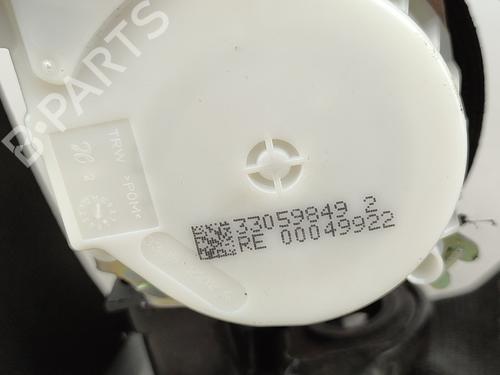 B-PARTS
TRW >POM<
33059849 2
RE 00049922